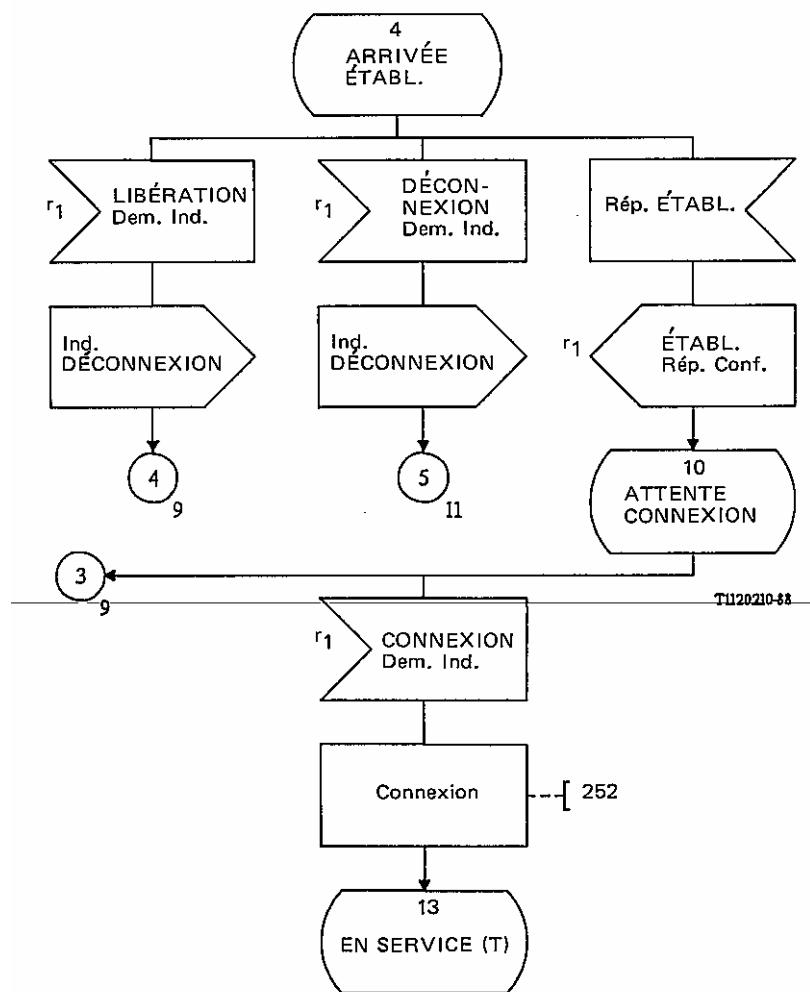 4
ARRIVÉE
ÉTABL.
r1
LIBÉRATION
Dem. Ind.
r1
DÉCON-
NEXION
Dem. Ind.
Rép. ÉTABL.
Ind.
DÉCONNEXION
Ind.
DÉCONNEXION
r1
ÉTABL.
Rép. Conf.
4
9
5
11
10
ATTENTE
CONNEXION
3
9
T1120210-88
r1
CONNEXION
Dem. Ind.
Connexion
252
13
EN SERVICE (T)